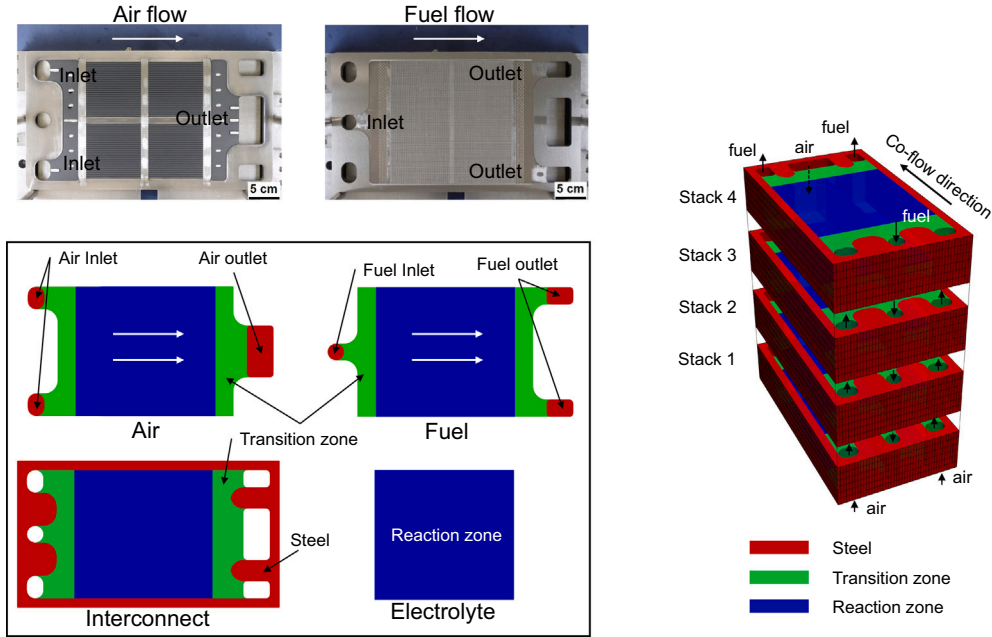 Air flow
Inlet
Outlet
Inlet
5 cm
Fuel flow
Outlet
Inlet
Outlet
5 cm
Air Inlet
Air outlet
Fuel Inlet
Fuel outlet
Air
Transition zone
Fuel
Steel
Interconnect
Reaction zone
Electrolyte
fuel
air
fuel
Co-flow direction
Stack 4
fuel
Stack 3
Stack 2
Stack 1
air
air
Steel
Transition zone
Reaction zone